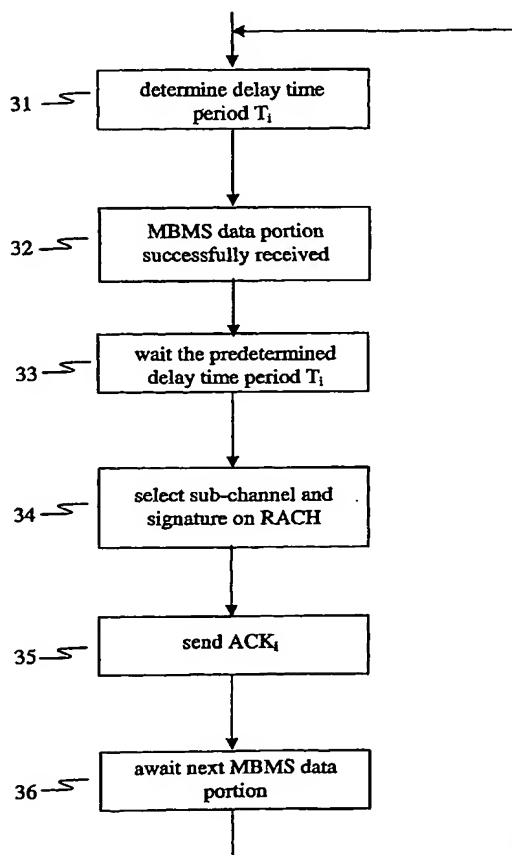 31
determine delay time
period Ti
32
MBMS data portion
successfully received
33
wait the predetermined
delay time period Ti
34
select sub-channel and
signature on RACH
35
send ACKi
36
await next MBMS data
portion